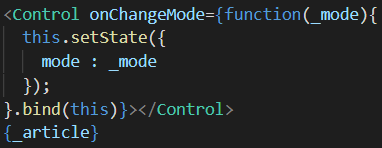 <Control onChangeMode={function(_mode){
  this.setState({
    mode : _mode
  });
}.bind(this)}></Control>
{_article}